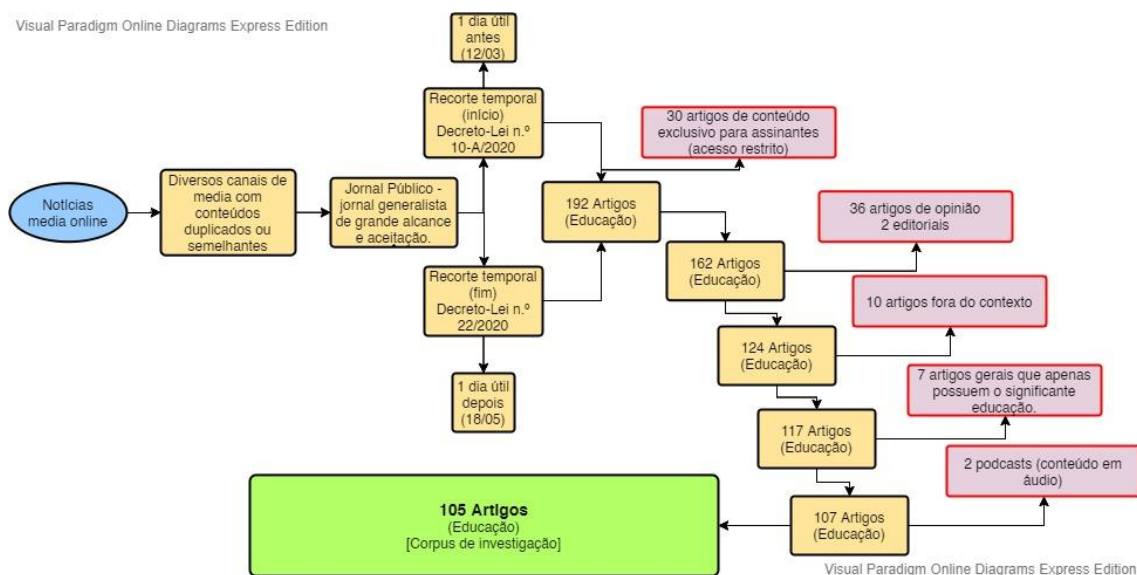 Visual Paradigm Online Diagrams Express Edition
1 dia útil
antes
(12/03)
Recorte temporal
(início)
Decreto-Lei n.º
10-A/2020
30 artigos de conteúdo
exclusivo para assinantes
(acesso restrito)
Notícias
media online
Diversos canais de
media com
conteúdos
duplicados ou
semelhantes
Jornal Público -
jornal generalista
de grande alcance
e aceitação.
192 Artigos
(Educação)
36 artigos de opinião
2 editoriais
162 Artigos
(Educação)
Recorte temporal
(fim)
Decreto-Lei n.º
22/2020
10 artigos fora do contexto
124 Artigos
(Educação)
1 dia útil
depois
(18/05)
7 artigos gerais que apenas
possuem o significante
educação.
117 Artigos
(Educação)
2 podcasts (conteúdo em
áudio)
107 Artigos
(Educação)
105 Artigos
(Educação)
[Corpus de investigação]
Visual Paradigm Online Diagrams Express Edition